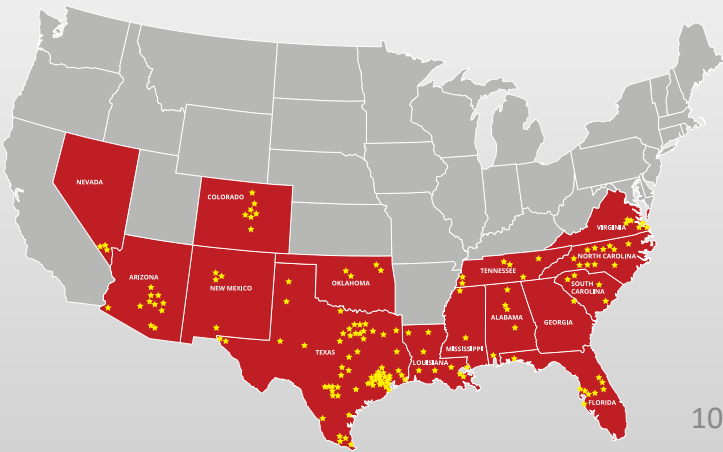 NEVADA
COLORADO
VIRGINIA
NORTH CAROLINA
TENNESSEE
ARIZONA
OKLAHOMA
NEW MEXICO
SOUTH
CAROLINA
ALABAMA
GEORGIA
TEXAS
MISSISSIPPI
LOUISIANA
FLORIDA
10